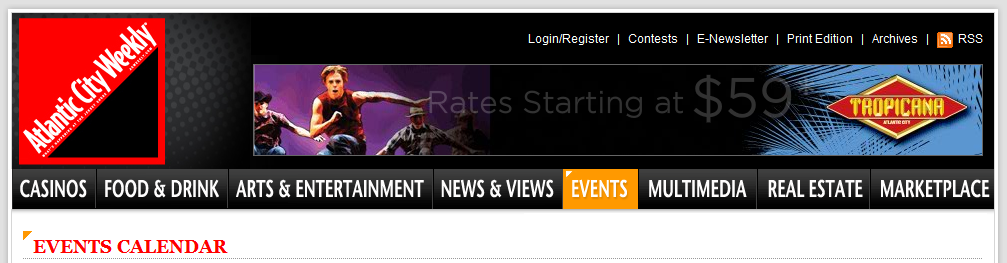 Atlantic City Weekly
Login/Register | Contests | E-Newsletter | Print Edition | Archives | RSS
Rates Starting at $59
TROPICANA
ATLANTIC CITY
CASINOS FOOD & DRINK ARTS & ENTERTAINMENT NEWS & VIEWS EVENTS MULTIMEDIA REAL ESTATE MARKETPLACE
EVENTS CALENDAR